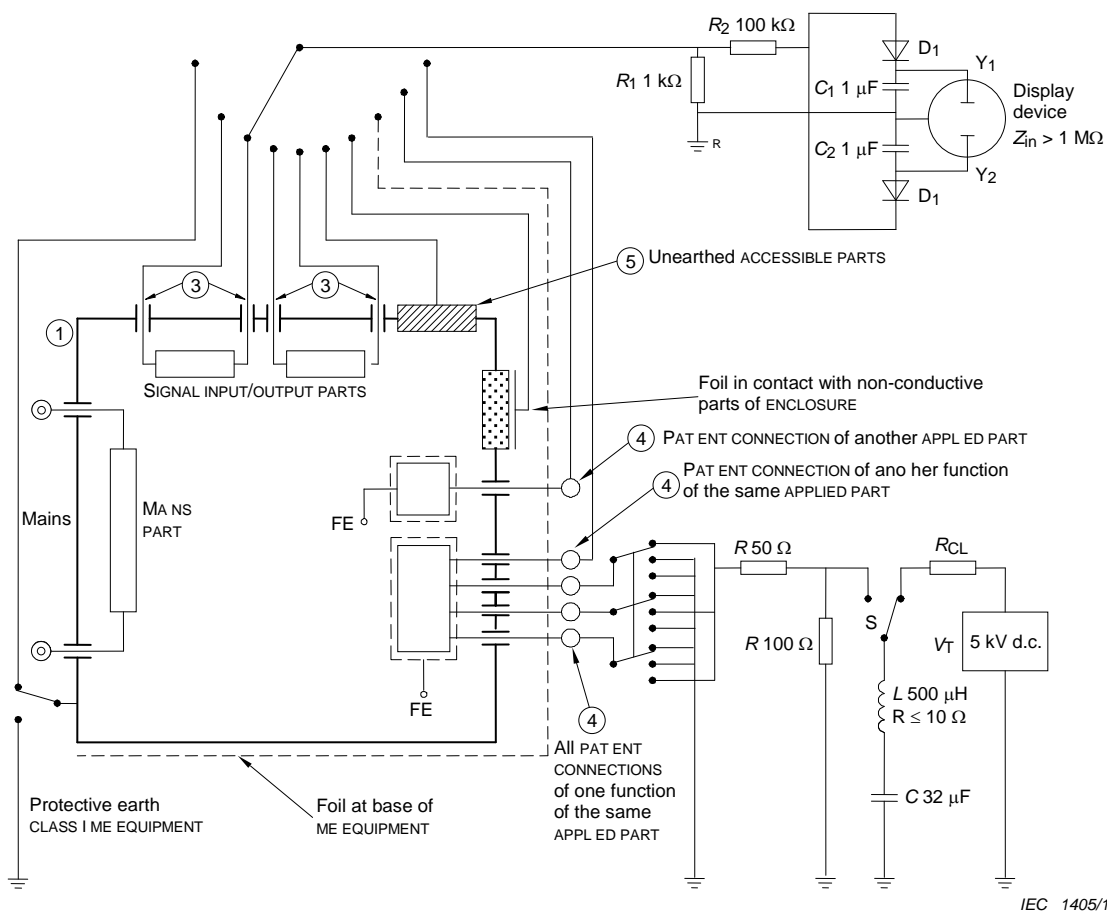 R2 100 kΩ
D1
Y1
R1 1 kΩ
C1 1 μF
Display
device
Zin > 1 MΩ
R
C2 1 μF
Y2
D1
5 Unearthed ACCESSIBLE PARTS
3
3
1
SIGNAL INPUT/OUTPUT PARTS
Foil in contact with non-conductive
parts of ENCLOSURE
4 PAT ENT CONNECTION of another APPL ED PART
4 PAT ENT CONNECTION of ano her function
of the same APPLIED PART
FE
Mains
MA NS
PART
R 50 Ω
RCL
S
R 100 Ω
VT
5 kV d.c.
L 500 μH
R ≤ 10 Ω
FE
4
C 32 μF
All PAT ENT
CONNECTIONS
of one function
of the same
APPL ED PART
Protective earth
CLASS I ME EQUIPMENT
Foil at base of
ME EQUIPMENT
IEC 1405/1